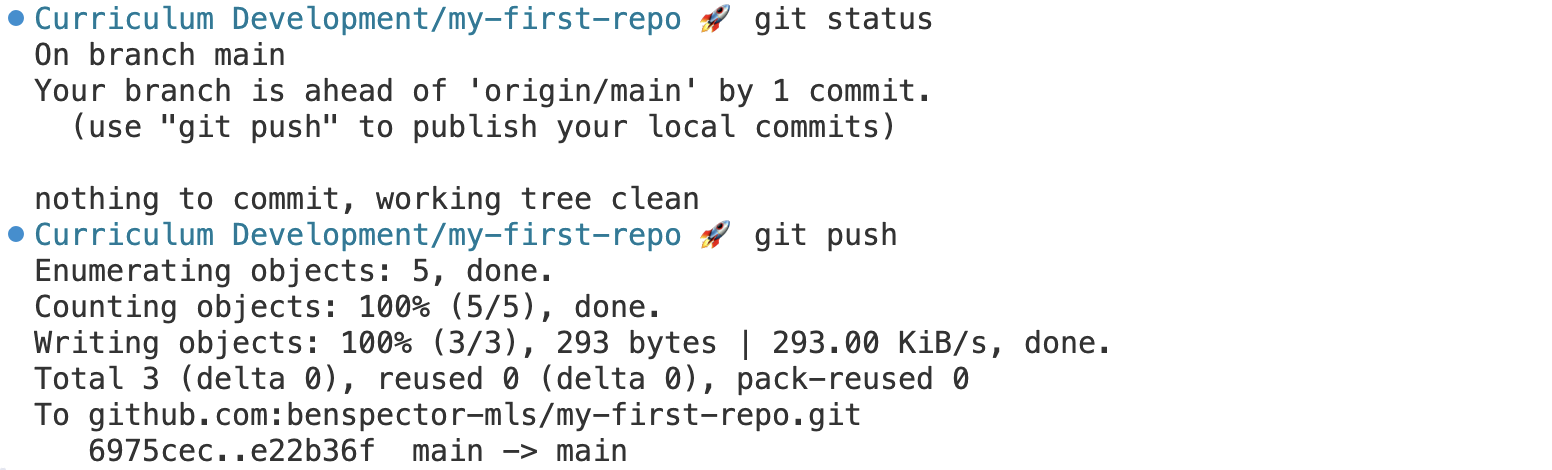 Curriculum Development/my-first-repo 🚀 git status
On branch main
Your branch is ahead of 'origin/main' by 1 commit.
  (use "git push" to publish your local commits)

nothing to commit, working tree clean
Curriculum Development/my-first-repo 🚀 git push
Enumerating objects: 5, done.
Counting objects: 100% (5/5), done.
Writing objects: 100% (3/3), 293 bytes | 293.00 KiB/s, done.
Total 3 (delta 0), reused 0 (delta 0), pack-reused 0
To github.com:benspector-mls/my-first-repo.git
   6975cec..e22b36f  main -> main